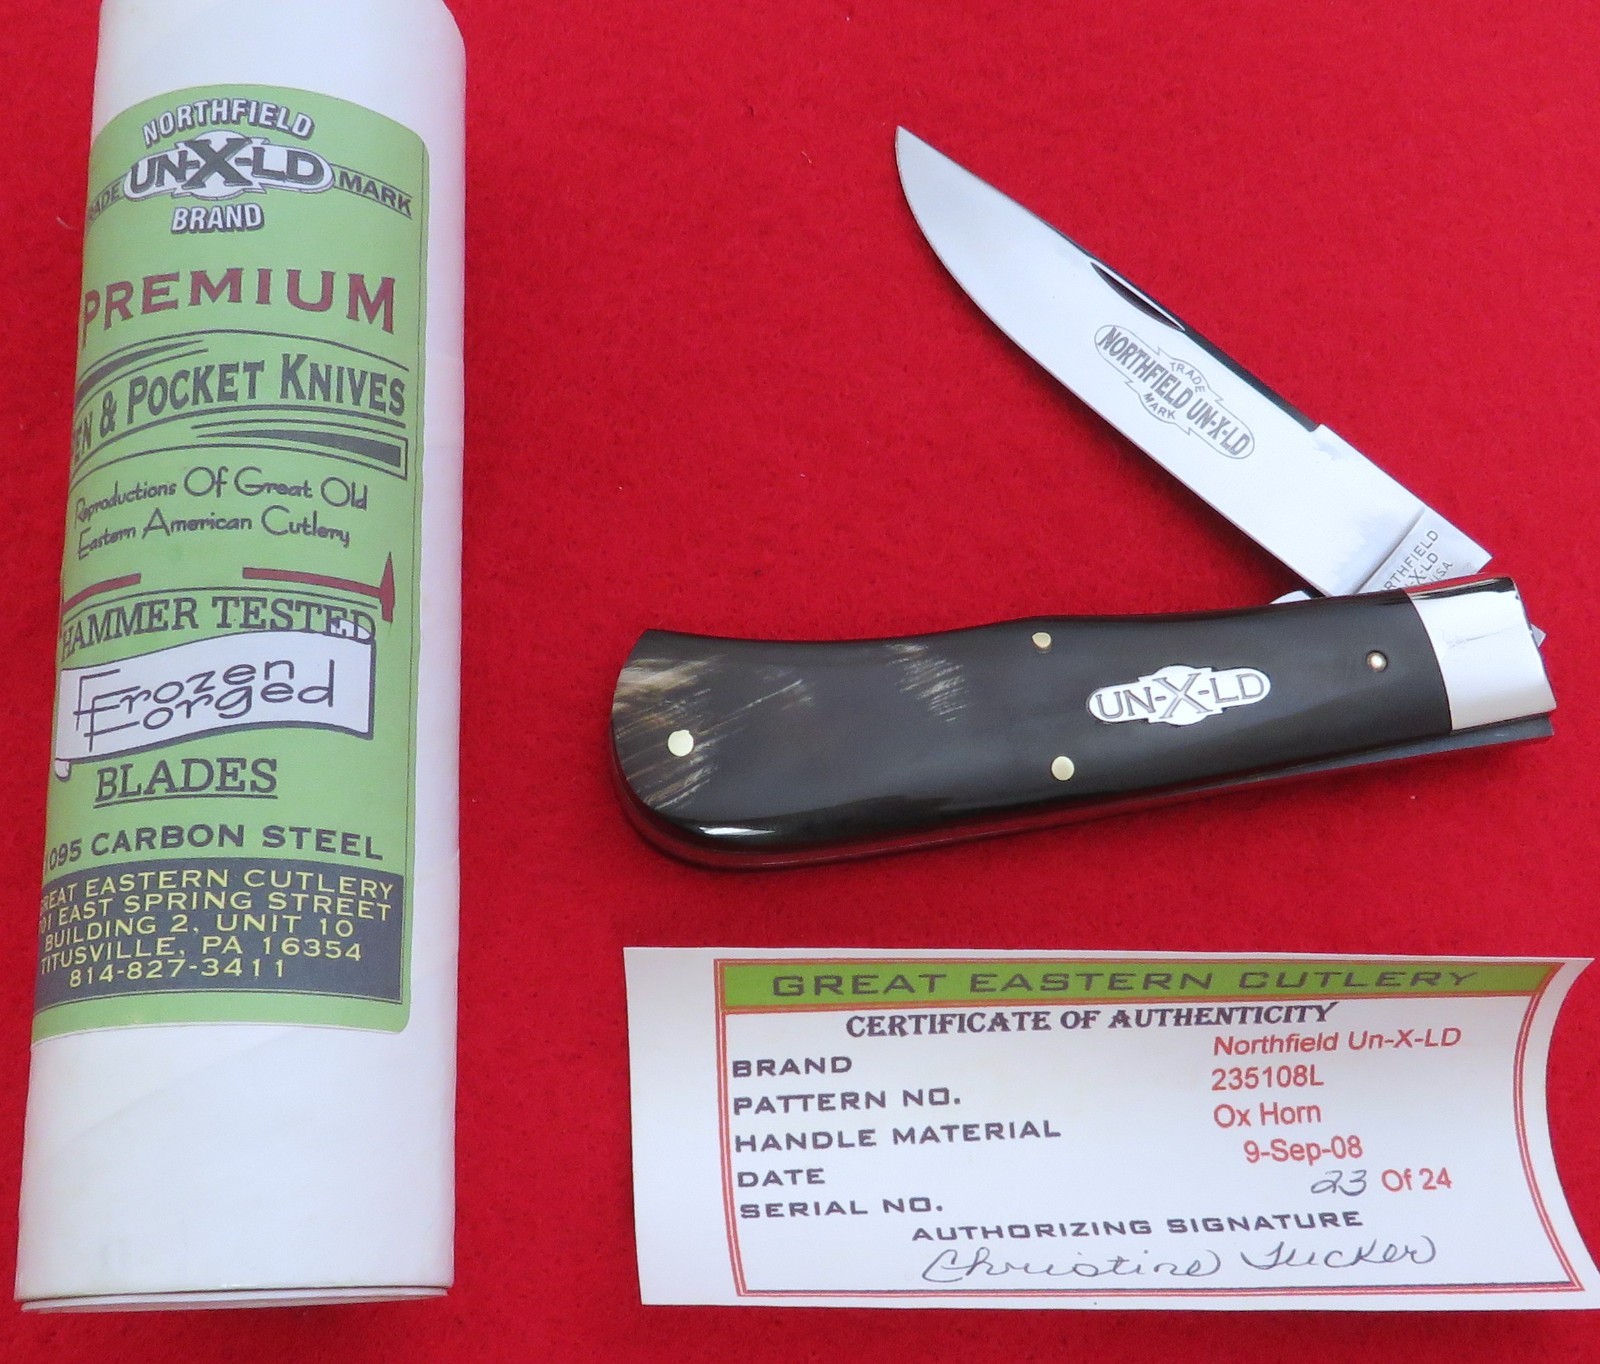 NORTHFIELD
UN-X-LD
MARK
BRAND
PREMIUM
& POCKET KNIVES
Reproductions Of Great Old
Eastern American Cutlery
HAMMER TESTED
Frozen
Forged
BLADES
1095 CARBON STEEL
GREAT EASTERN CUTLERY
EAST SPRING STREET
BUILDING 2, UNIT 10
TITUSVILLE, PA 16354
814-827-3411
TRADE
NORTHFIELD UN-X-LD
MARK
UN-X-LD
GREAT EASTERN CUTLERY
CERTIFICATE OF AUTHENTICITY
BRAND Northfield Un-X-LD
PATTERN NO. 235108L
HANDLE MATERIAL Ox Horn
DATE 9-Sep-08
SERIAL NO. 23 Of 24
AUTHORIZING SIGNATURE
Christine Tucker